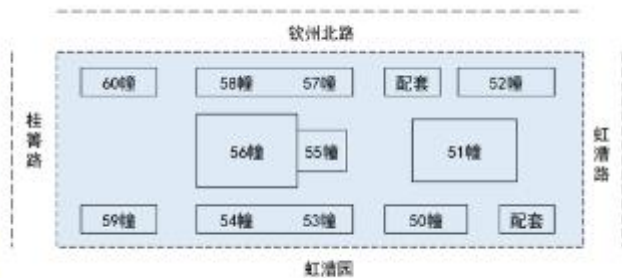 钦州北路
60幢 58幢 57幢 配套 52幢
桂箐路
56幢 55幢 51幢
虹漕路
59幢 54幢 53幢 50幢 配套
虹漕园